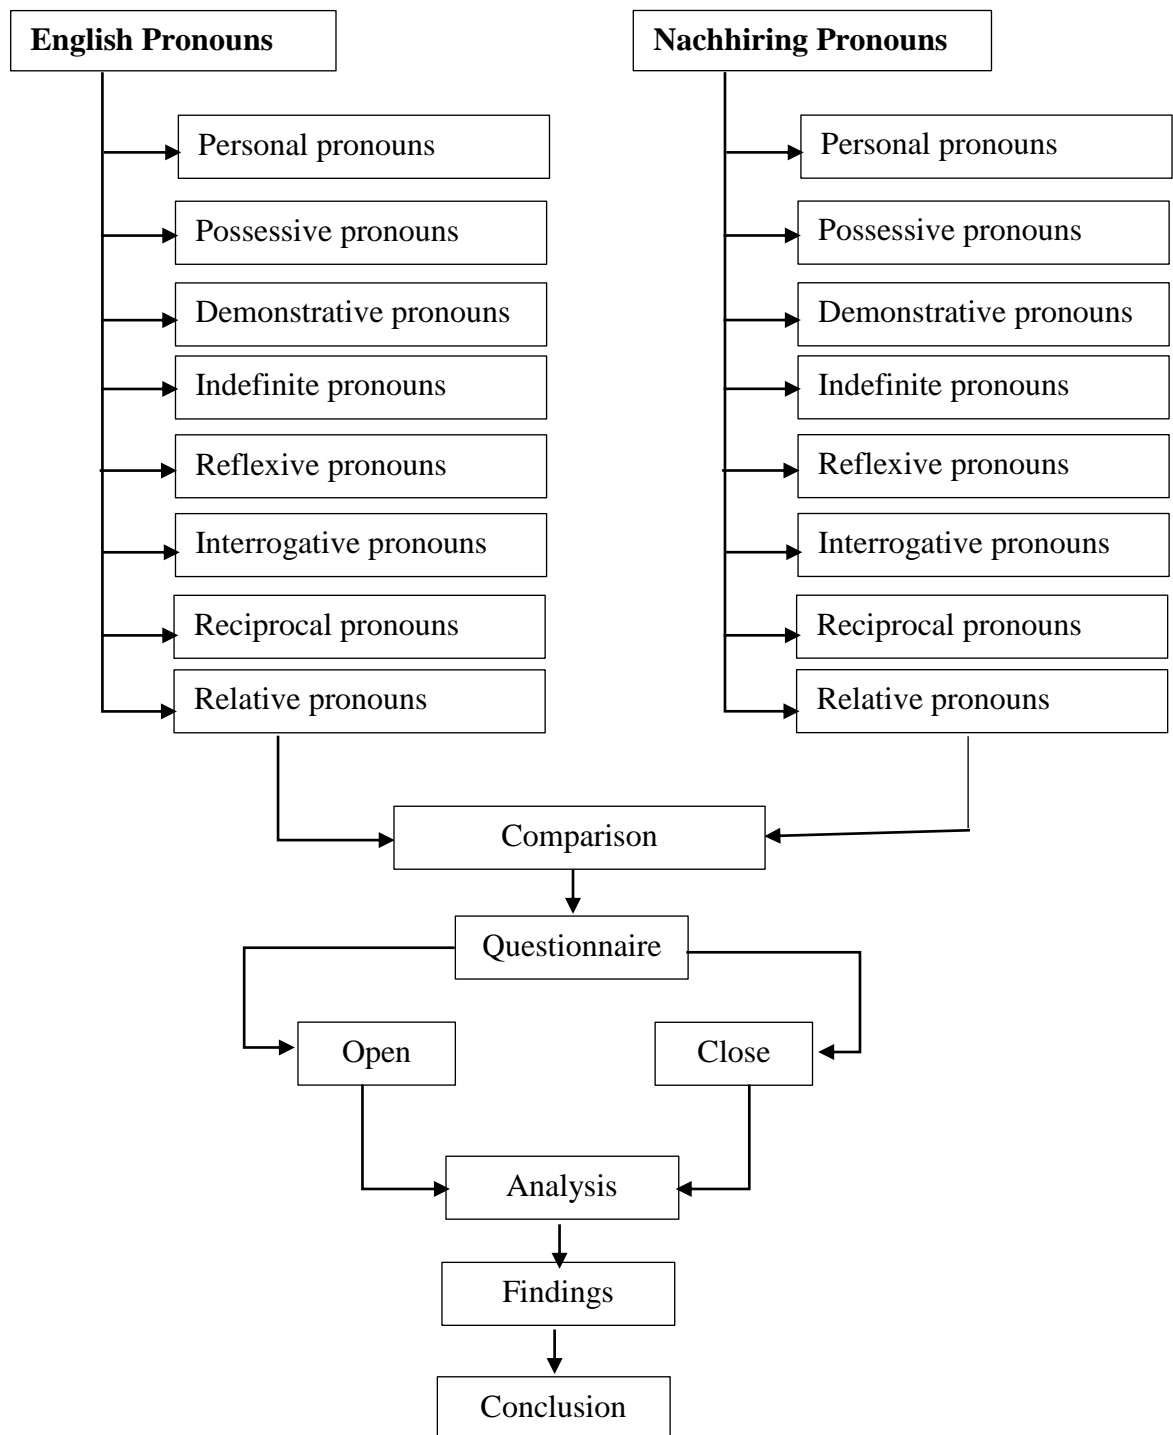 English Pronouns
Nachhiring Pronouns
Personal pronouns
Personal pronouns
Possessive pronouns
Possessive pronouns
Demonstrative pronouns
Demonstrative pronouns
Indefinite pronouns
Indefinite pronouns
Reflexive pronouns
Reflexive pronouns
Interrogative pronouns
Interrogative pronouns
Reciprocal pronouns
Reciprocal pronouns
Relative pronouns
Relative pronouns
Comparison
Questionnaire
Open
Close
Analysis
Findings
Conclusion